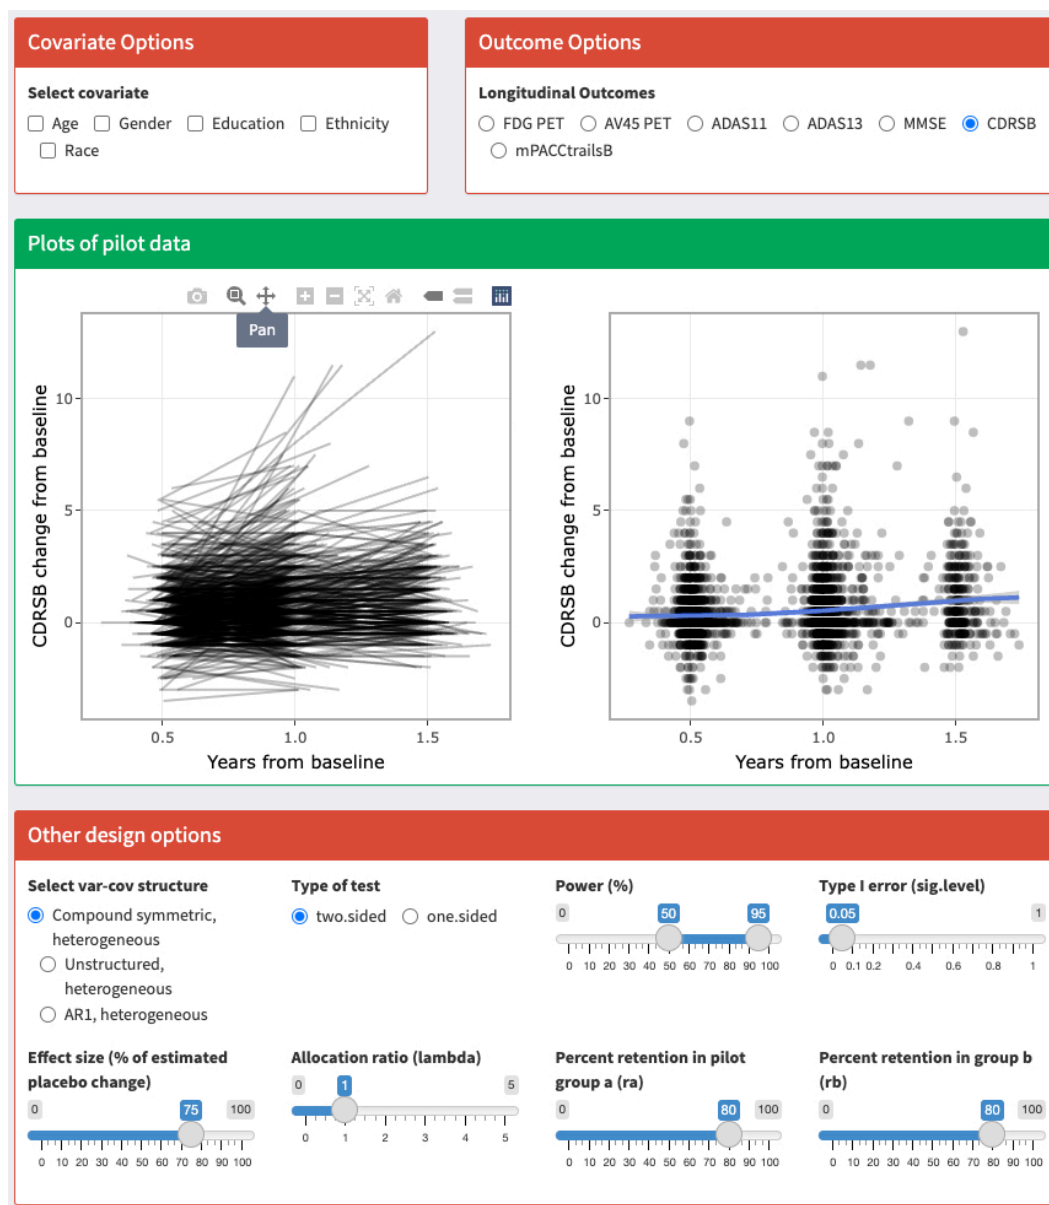 Covariate Options
Outcome Options
Select covariate
Age Gender Education Ethnicity
Race
Longitudinal Outcomes
FDG PET AV45 PET ADAS11 ADAS13 MMSE CDRSB
mPACCtrailsB
Plots of pilot data
Pan
CDRSB change from baseline
10
5
0
0.5 1.0 1.5
Years from baseline
CDRSB change from baseline
10
5
0
0.5 1.0 1.5
Years from baseline
Other design options
Select var-cov structure
Compound symmetric,
heterogeneous
Unstructured,
heterogeneous
AR1, heterogeneous
Type of test
two.sided one.sided
Power (%)
0 50 95
0 10 20 30 40 50 60 70 80 90 100
Type I error (sig.level)
0.05 1
0 0.1 0.2 0.4 0.6 0.8 1
Effect size (% of estimated
placebo change)
0 75 100
0 10 20 30 40 50 60 70 80 90 100
Allocation ratio (lambda)
0 1 5
0 1 2 3 4 5
Percent retention in pilot
group a (ra)
0 80 100
0 10 20 30 40 50 60 70 80 90 100
Percent retention in group b
(rb)
0 80 100
0 10 20 30 40 50 60 70 80 90 100